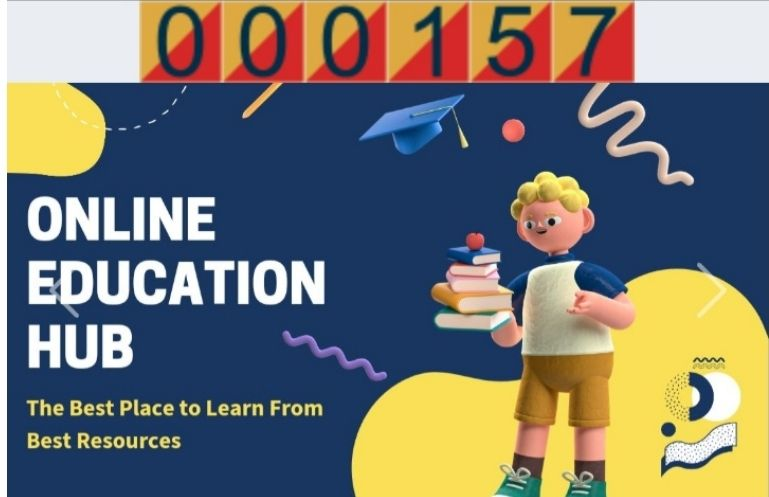 000157
ONLINE
EDUCATION
HUB
The Best Place to Learn From
Best Resources